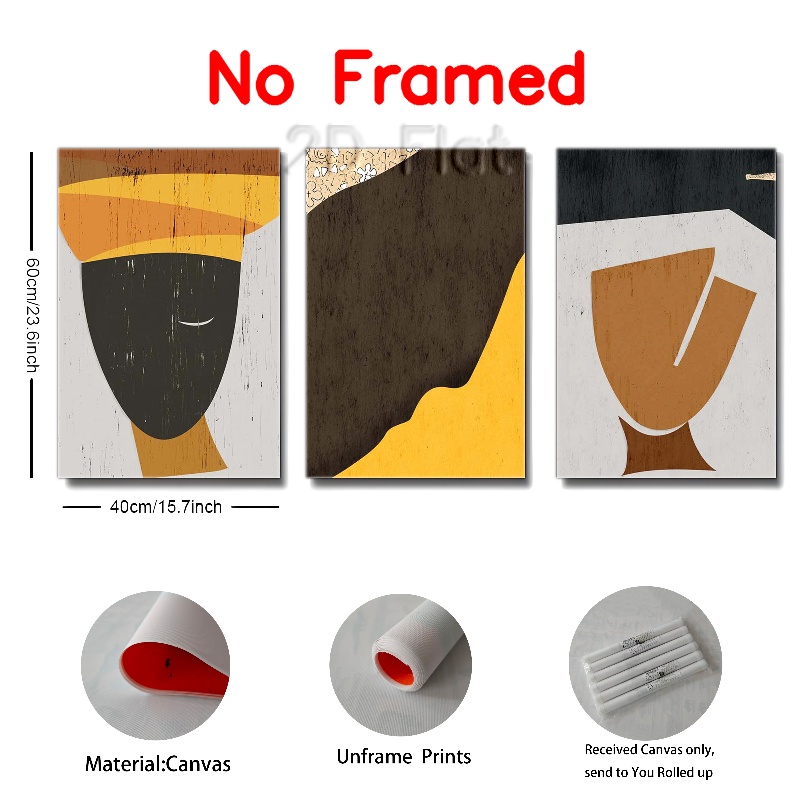 No Framed
2D Flat
60cm/23.6inch
40cm/15.7inch
Material:Canvas
Unframe Prints
Received Canvas only,
send to You Rolled up